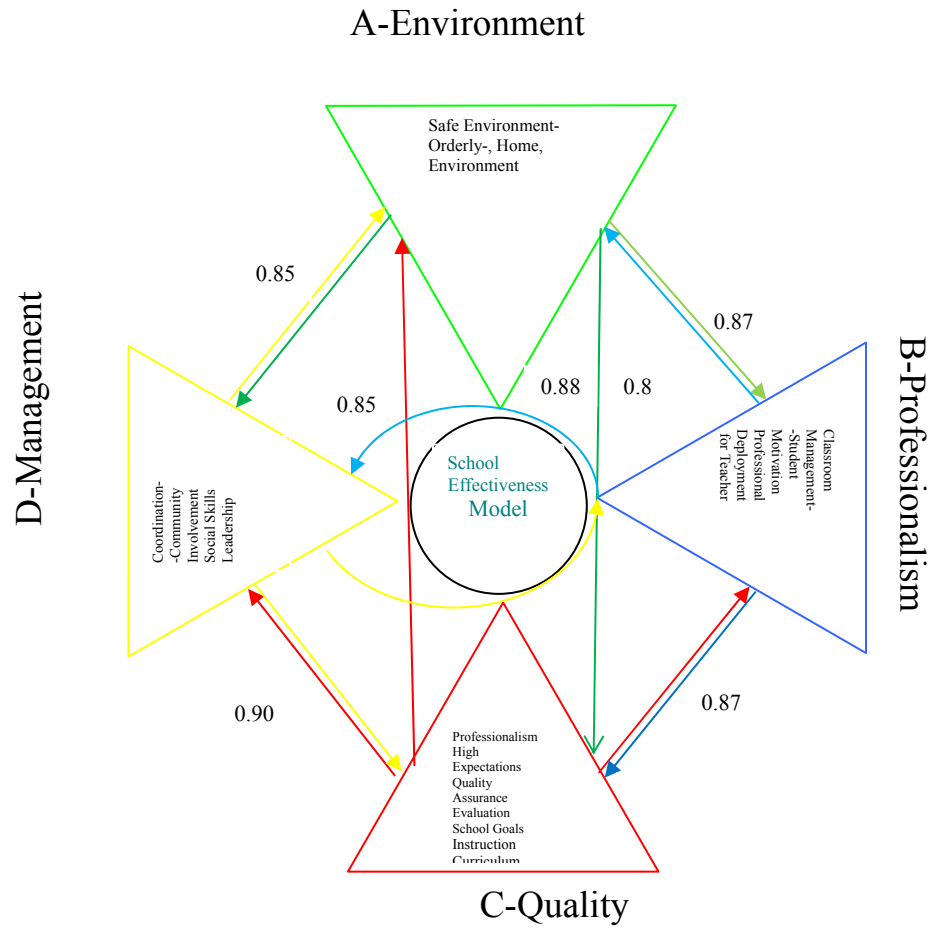 A-Environment
Safe Environment-
Orderly-, Home,
Environment
0.85
0.87
D-Management
B-Professionalism
0.85
0.88
0.8
Classroom
Management-
-Student
Motivation
Professional
Deployment
for Teacher
School
Effectiveness
Model
Coordination-
-Community
Involvement
Social Skills
Leadership
0.90
0.87
Professionalism
High
Expectations
Quality
Assurance
Evaluation
School Goals
Instruction
Curriculum
C-Quality